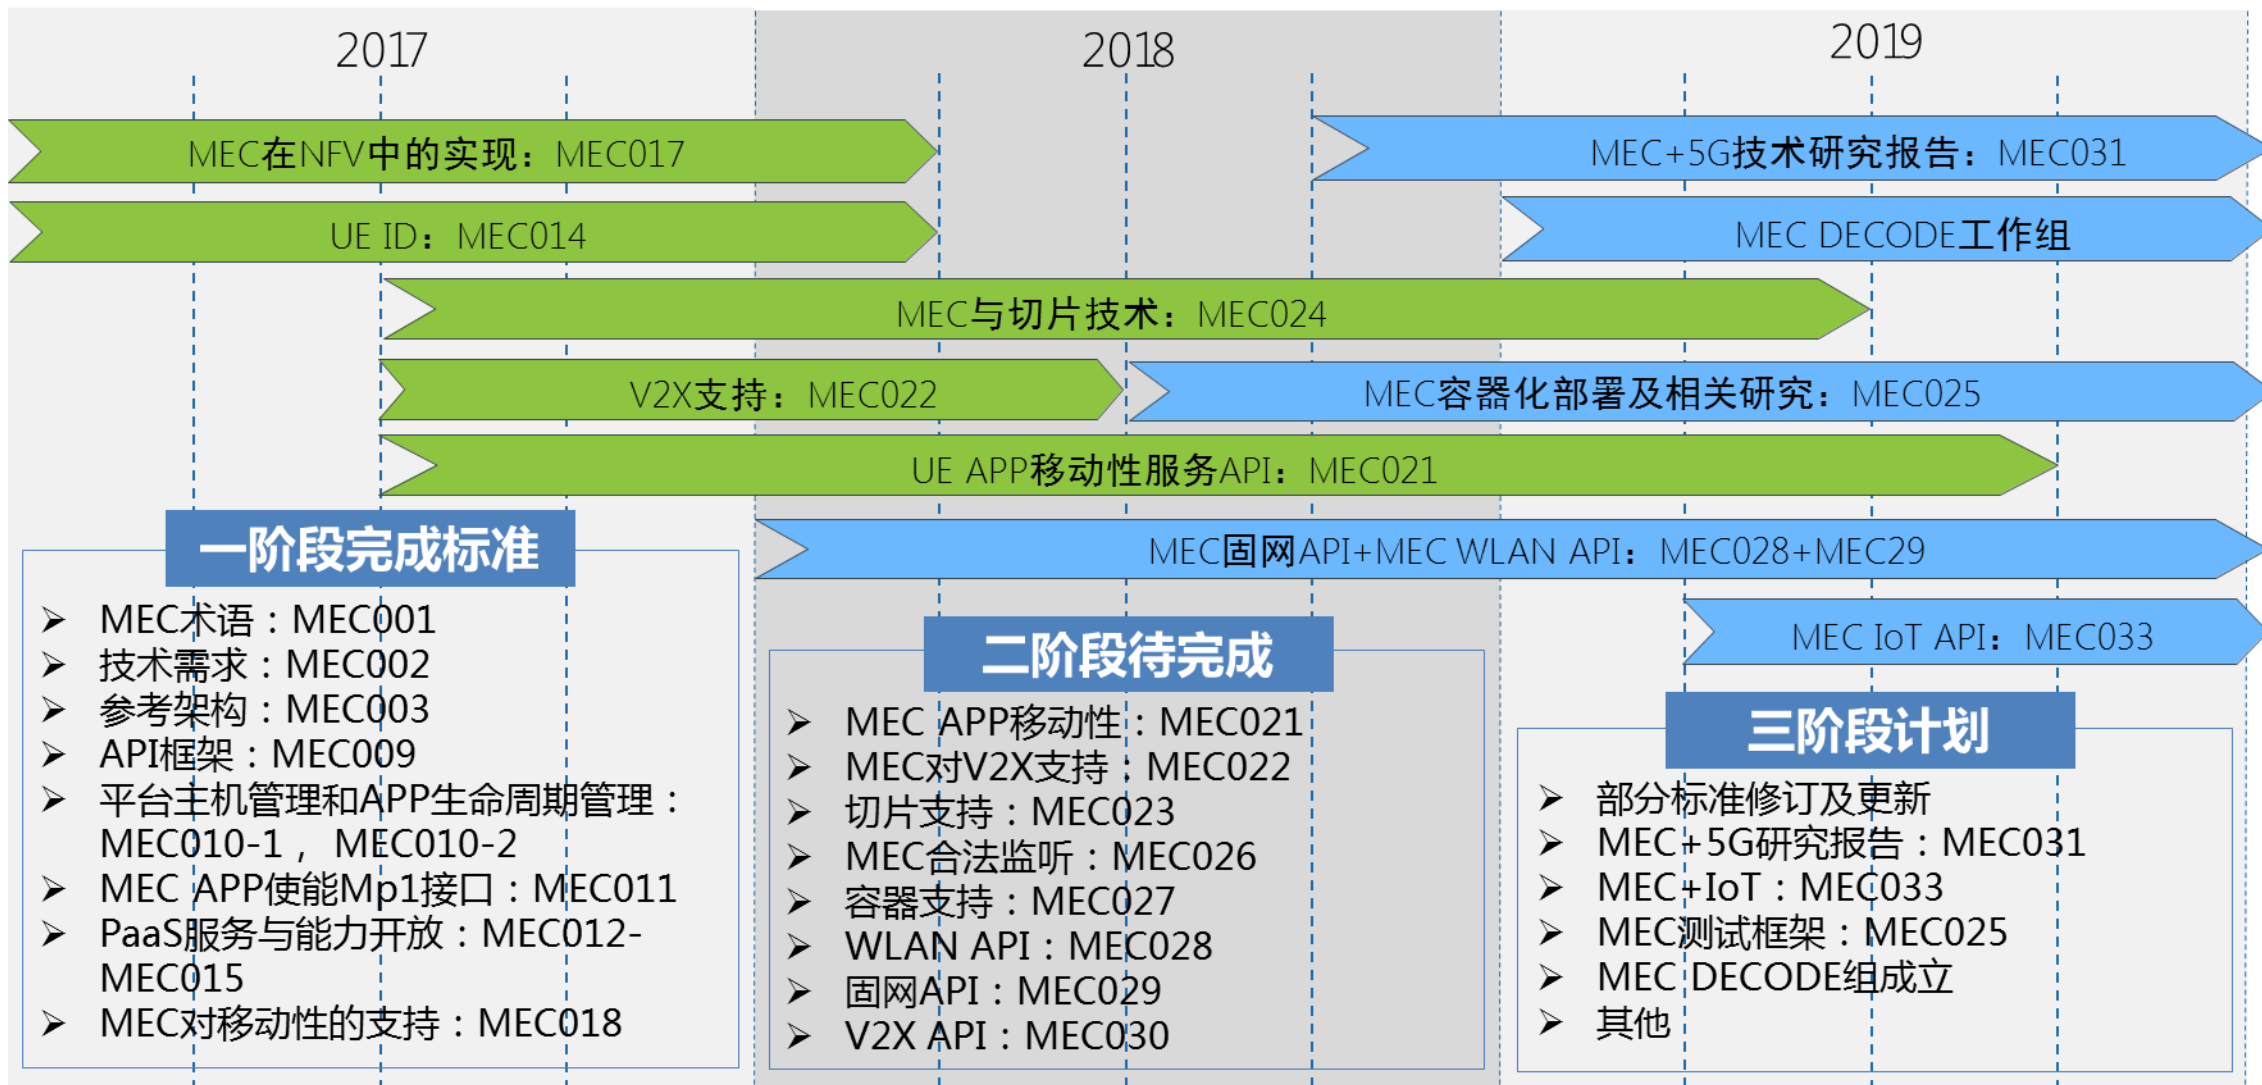 2017
2018
2019
MEC在NFV中的实现：MEC017
MEC+5G技术研究报告：MEC031
UE ID：MEC014
MEC DECODE工作组
MEC与切片技术：MEC024
V2X支持：MEC022
MEC容器化部署及相关研究：MEC025
UE APP移动性服务API：MEC021
MEC固网API+MEC WLAN API：MEC028+MEC29
MEC IoT API：MEC033
一阶段完成标准
➢ MEC术语：MEC001
➢ 技术需求：MEC002
➢ 参考架构：MEC003
➢ API框架：MEC009
➢ 平台主机管理和APP生命周期管理：
MEC010-1， MEC010-2
➢ MEC APP使能Mp1接口：MEC011
➢ PaaS服务与能力开放：MEC012-
MEC015
➢ MEC对移动性的支持：MEC018
二阶段待完成
➢ MEC APP移动性：MEC021
➢ MEC对V2X支持：MEC022
➢ 切片支持：MEC023
➢ MEC合法监听：MEC026
➢ 容器支持：MEC027
➢ WLAN API：MEC028
➢ 固网API：MEC029
➢ V2X API：MEC030
三阶段计划
➢ 部分标准修订及更新
➢ MEC+5G研究报告：MEC031
➢ MEC+IoT：MEC033
➢ MEC测试框架：MEC025
➢ MEC DECODE组成立
➢ 其他